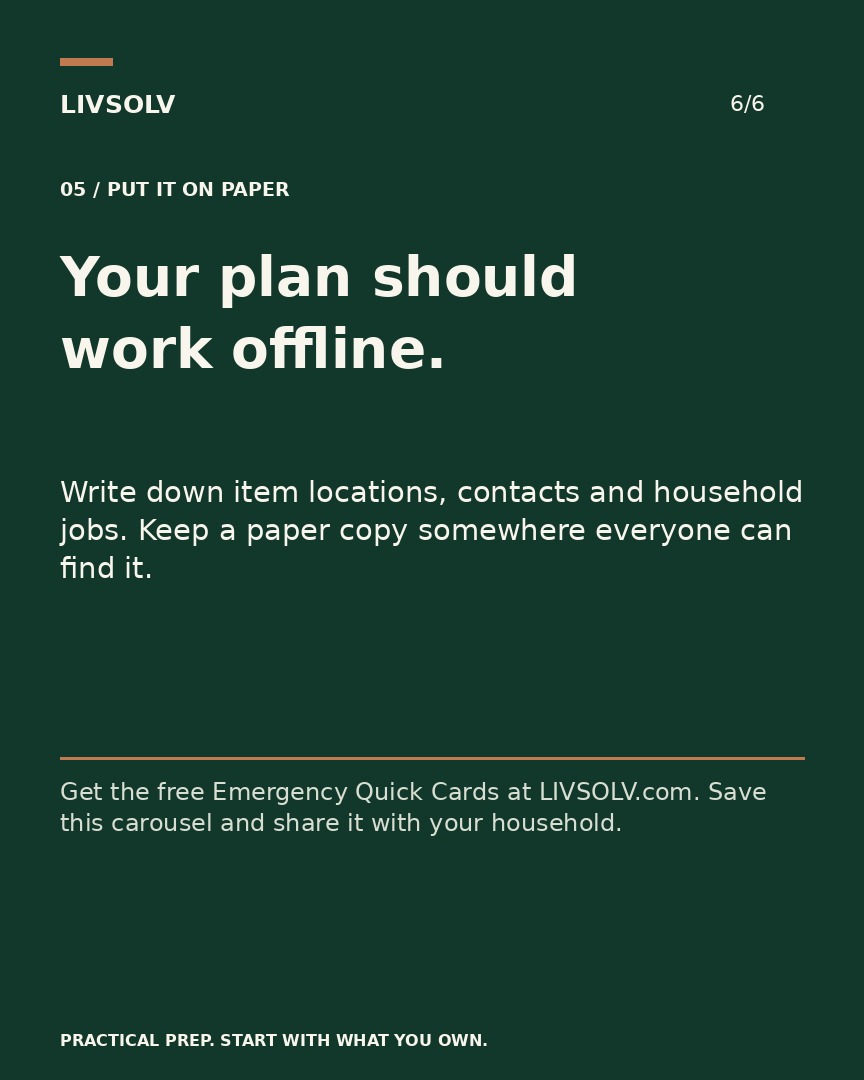 LIVSOLV
6/6
05 / PUT IT ON PAPER
Your plan should
work offline.
Write down item locations, contacts and household
jobs. Keep a paper copy somewhere everyone can
find it.
Get the free Emergency Quick Cards at LIVSOLV.com. Save
this carousel and share it with your household.
PRACTICAL PREP. START WITH WHAT YOU OWN.